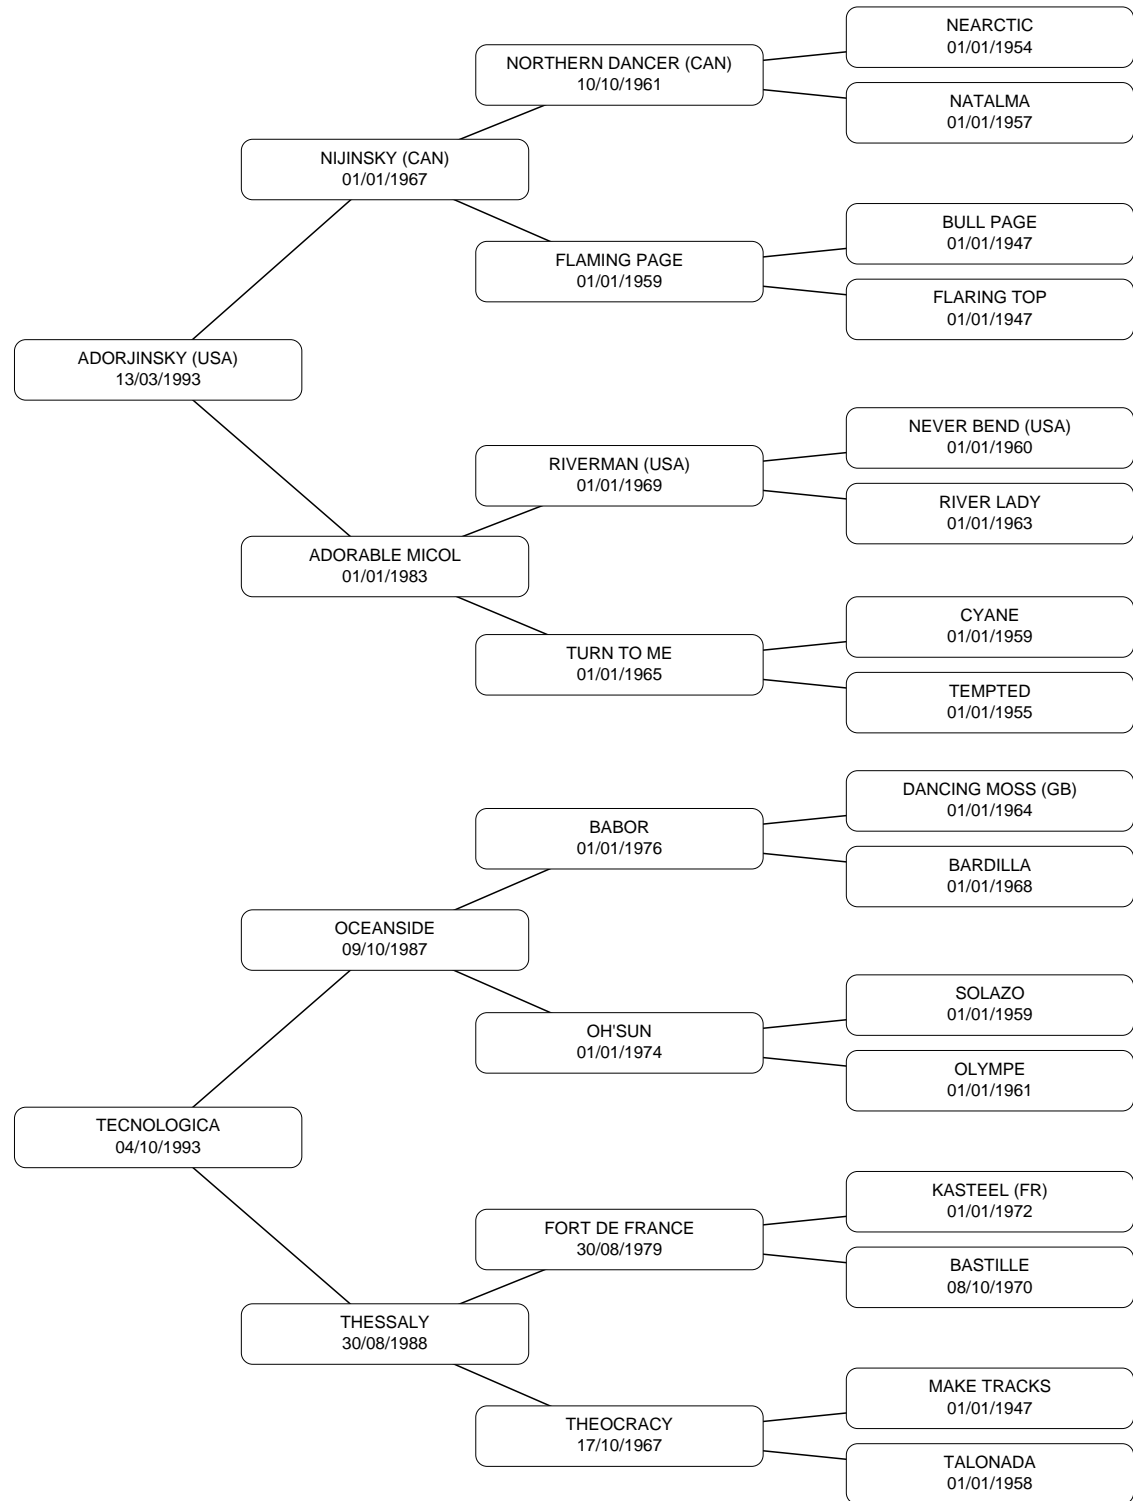 NEARCTIC
01/01/1954
NORTHERN DANCER (CAN)
10/10/1961
NATALMA
01/01/1957
NIJINSKY (CAN)
01/01/1967
BULL PAGE
01/01/1947
FLAMING PAGE
01/01/1959
FLARING TOP
01/01/1947
ADORJINSKY (USA)
13/03/1993
NEVER BEND (USA)
01/01/1960
RIVERMAN (USA)
01/01/1969
RIVER LADY
01/01/1963
ADORABLE MICOL
01/01/1983
CYANE
01/01/1959
TURN TO ME
01/01/1965
TEMPTED
01/01/1955
DANCING MOSS (GB)
01/01/1964
BABOR
01/01/1976
BARDILLA
01/01/1968
OCEANSIDE
09/10/1987
SOLAZO
01/01/1959
OH'SUN
01/01/1974
OLYMPE
01/01/1961
TECNOLOGICA
04/10/1993
KASTEEL (FR)
01/01/1972
FORT DE FRANCE
30/08/1979
BASTILLE
08/10/1970
THESSALY
30/08/1988
MAKE TRACKS
01/01/1947
THEOCRACY
17/10/1967
TALONADA
01/01/1958